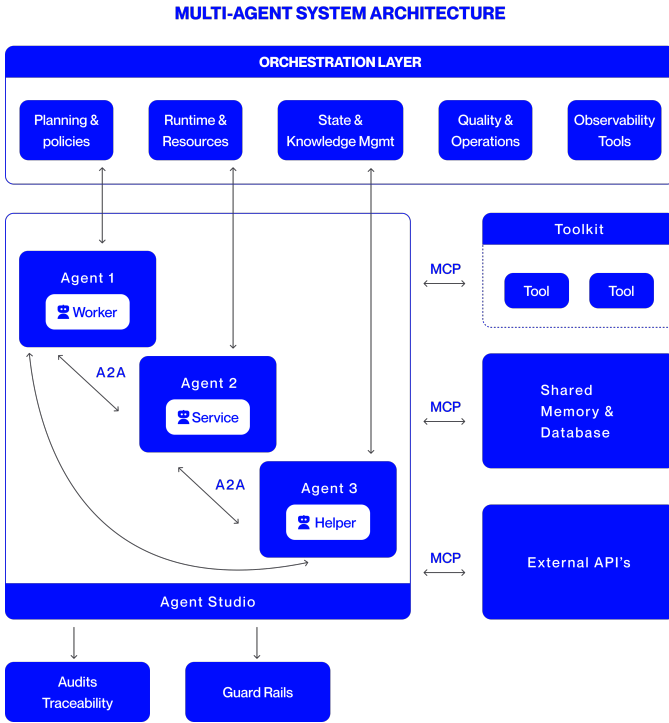 MULTI-AGENT SYSTEM ARCHITECTURE
ORCHESTRATION LAYER
Planning &
policies
Runtime &
Resources
State &
Knowledge Mgmt
Quality &
Operations
Observability
Tools
Agent 1
Worker
A2A
Agent 2
Service
A2A
Agent 3
Helper
Agent Studio
MCP
Toolkit
Tool
Tool
MCP
Shared
Memory &
Database
MCP
External API's
Audits
Traceability
Guard Rails